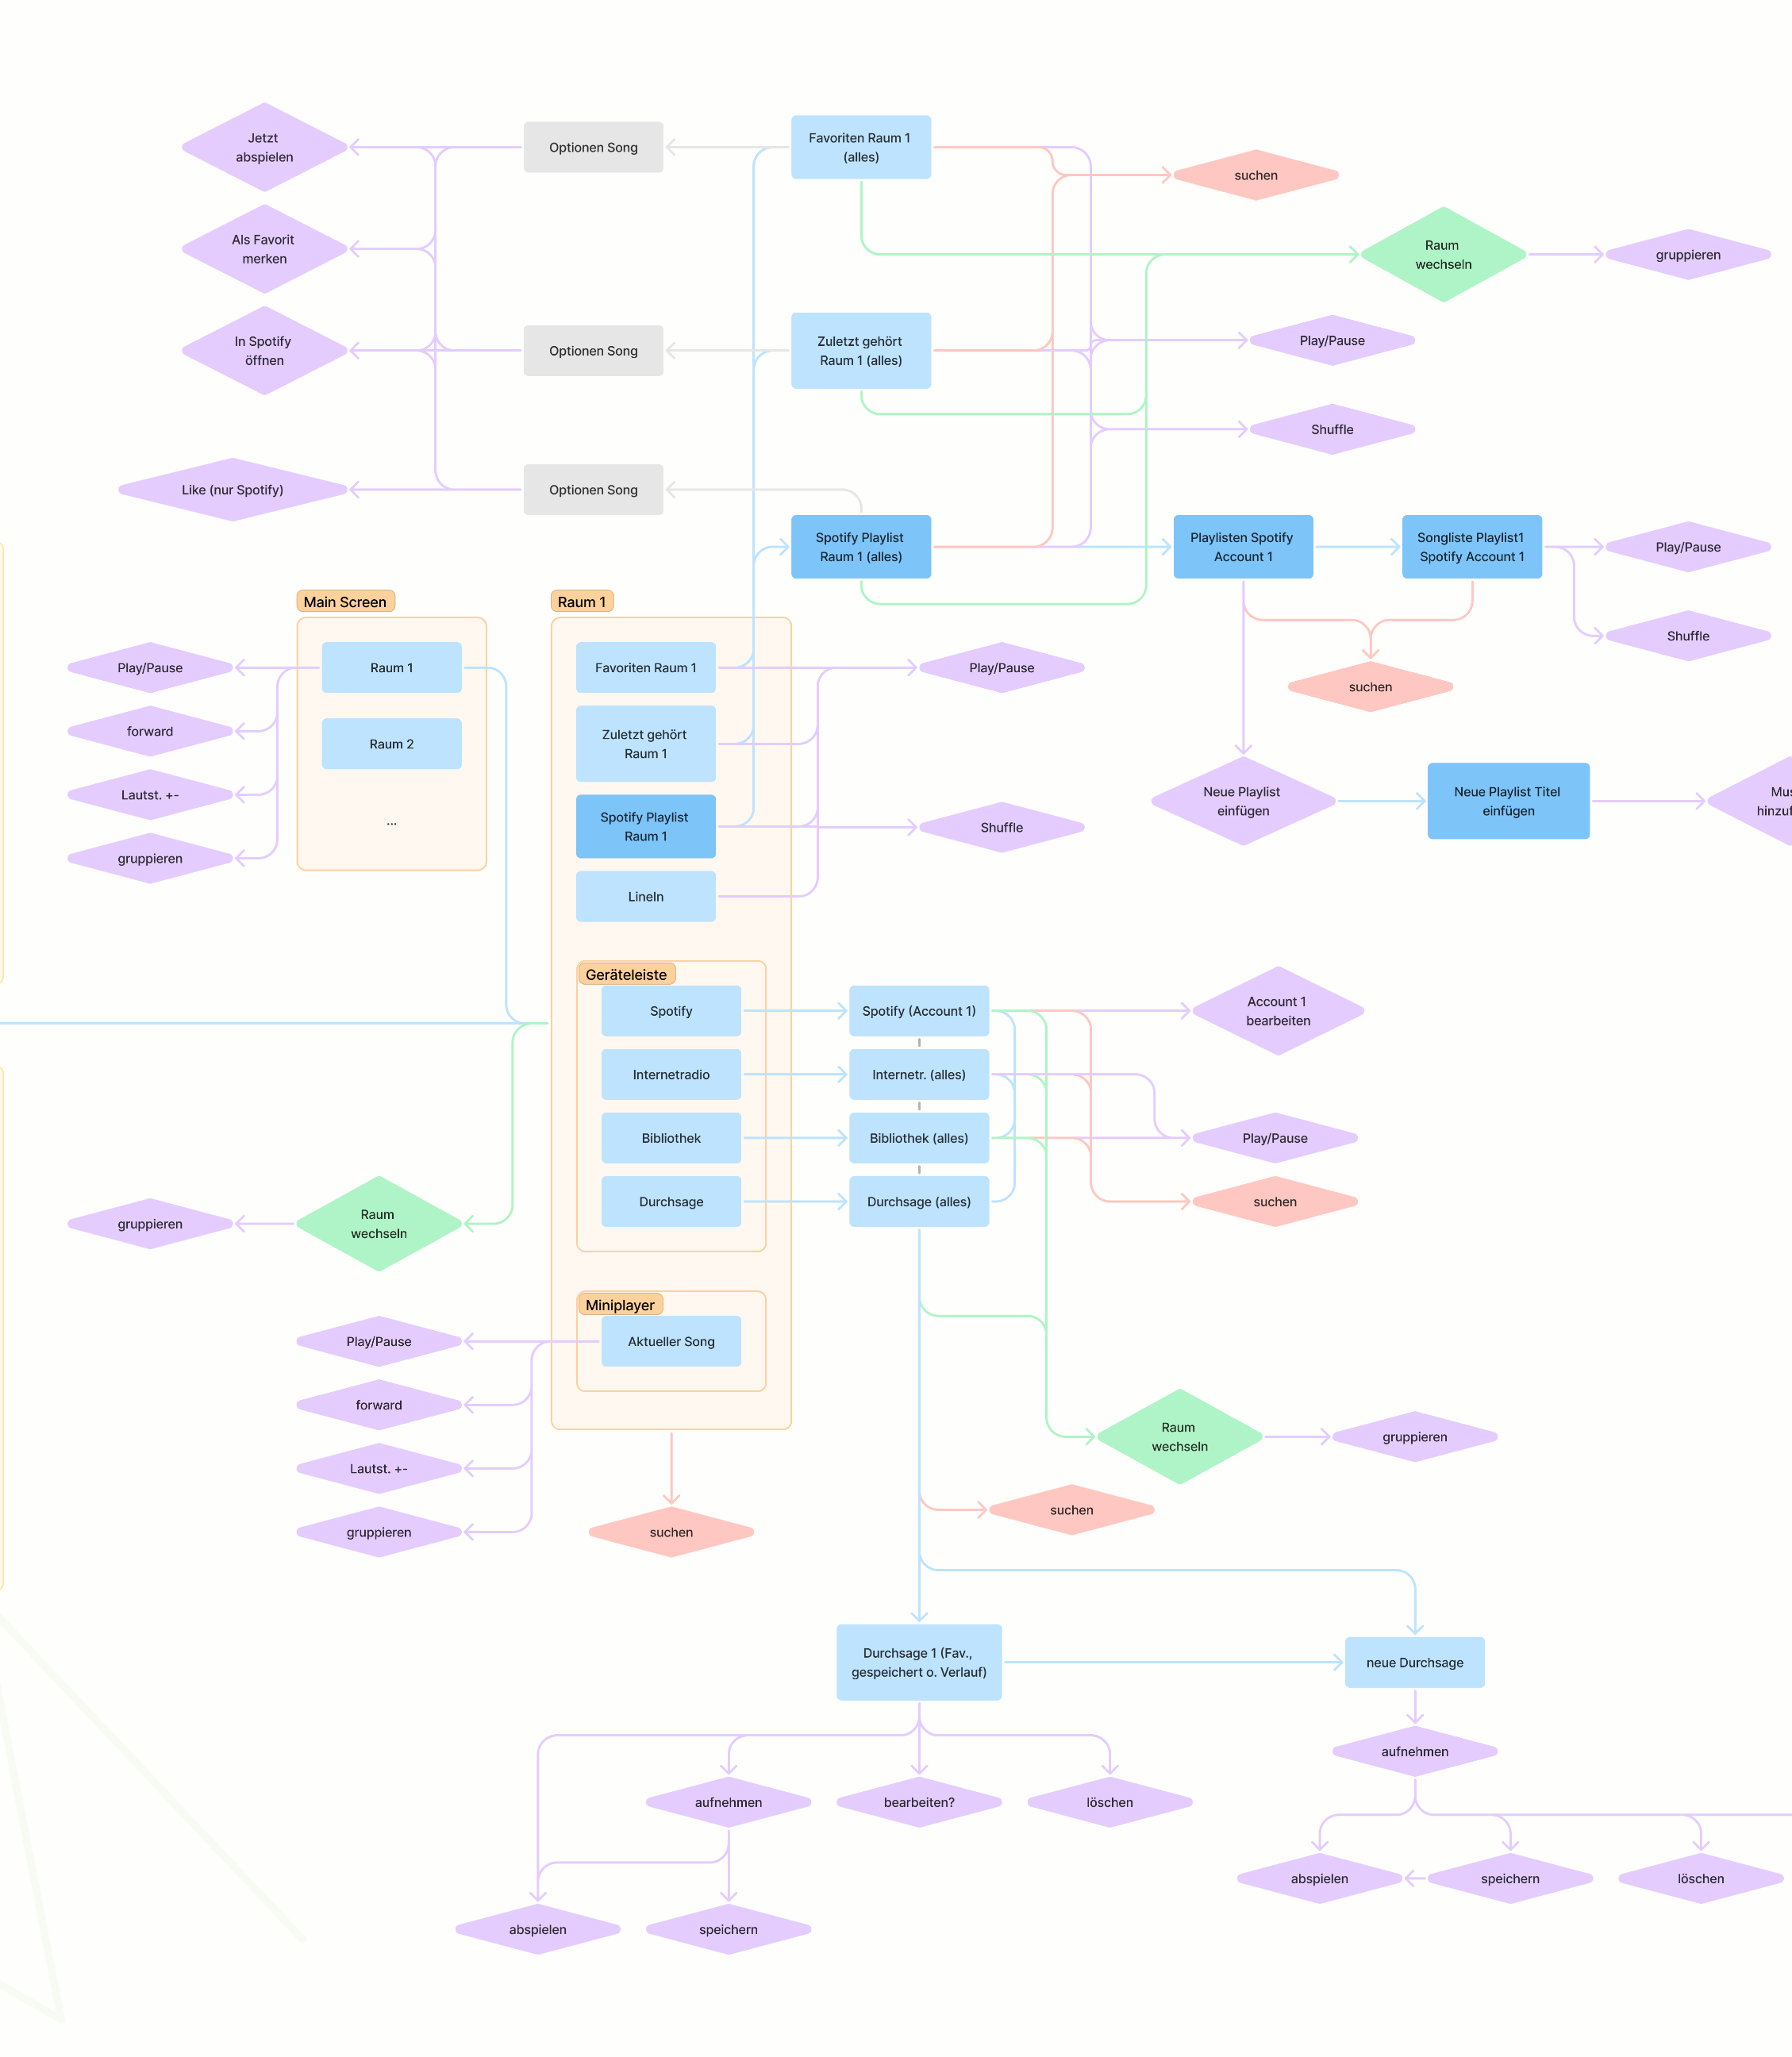 Jetzt
abspielen
Optionen Song
Favoriten Raum 1
(alles)
suchen
Als Favorit
merken
Raum
wechseln
gruppieren
In Spotify
öffnen
Optionen Song
Zuletzt gehört
Raum 1 (alles)
Play/Pause
Shuffle
Like (nur Spotify)
Optionen Song
Spotify Playlist
Raum 1 (alles)
Playlisten Spotify
Account 1
Songliste Playlist1
Spotify Account 1
Play/Pause
Shuffle
suchen
Main Screen
Raum 1
Raum 2
...
Play/Pause
forward
Lautst. +-
gruppieren
Raum 1
Favoriten Raum 1
Zuletzt gehört
Raum 1
Spotify Playlist
Raum 1
LineIn
Play/Pause
Shuffle
Neue Playlist
einfügen
Neue Playlist Titel
einfügen
Mus
hinzuf
Geräteleiste
Spotify
Internetradio
Bibliothek
Durchsage
Spotify (Account 1)
Internetr. (alles)
Bibliothek (alles)
Durchsage (alles)
Account 1
bearbeiten
Play/Pause
suchen
Raum
wechseln
gruppieren
Miniplayer
Aktueller Song
Play/Pause
forward
Lautst. +-
gruppieren
suchen
Raum
wechseln
gruppieren
suchen
Durchsage 1 (Fav.,
gespeichert o. Verlauf)
neue Durchsage
aufnehmen
bearbeiten?
löschen
abspielen
speichern
aufnehmen
abspielen
speichern
löschen